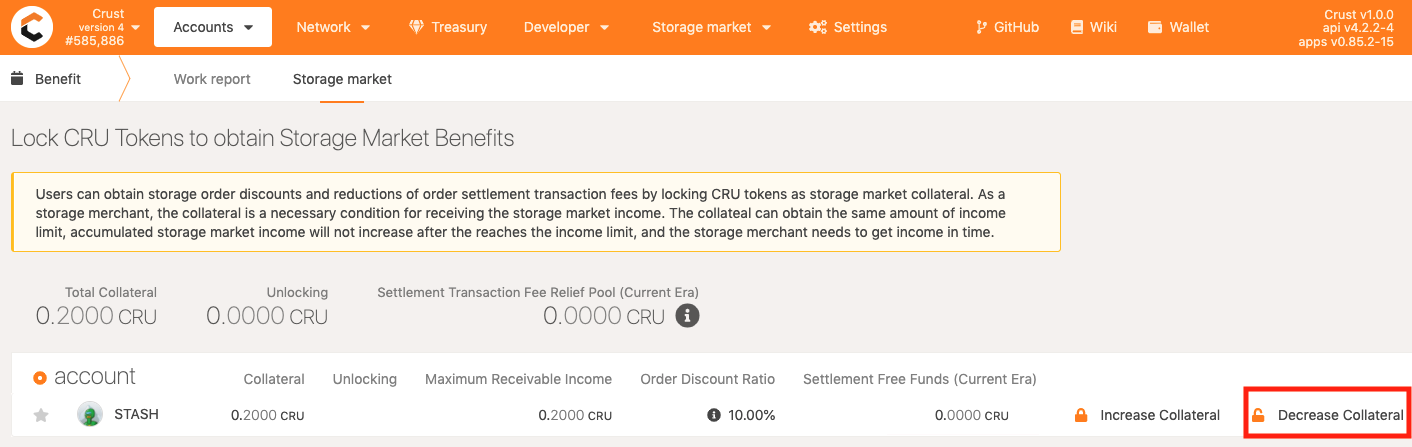 Crust
version 4
#585,886
Accounts
Network
Treasury
Developer
Storage market
Settings
GitHub
Wiki
Wallet
Crust v1.0.0
api v4.2.2-4
apps v0.85.2-15
Benefit
Work report
Storage market
Lock CRU Tokens to obtain Storage Market Benefits
Users can obtain storage order discounts and reductions of order settlement transaction fees by locking CRU tokens as storage market collateral. As a
storage merchant, the collateral is a necessary condition for receiving the storage market income. The collateal can obtain the same amount of income
limit, accumulated storage market income will not increase after the reaches the income limit, and the storage merchant needs to get income in time.
Total Collateral
0.2000 CRU
Unlocking
0.0000 CRU
Settlement Transaction Fee Relief Pool (Current Era)
0.0000 CRU
account
Collateral
Unlocking
Maximum Receivable Income
Order Discount Ratio
Settlement Free Funds (Current Era)
STASH
0.2000 CRU
0.2000 CRU
10.00%
0.0000 CRU
Increase Collateral
Decrease Collateral